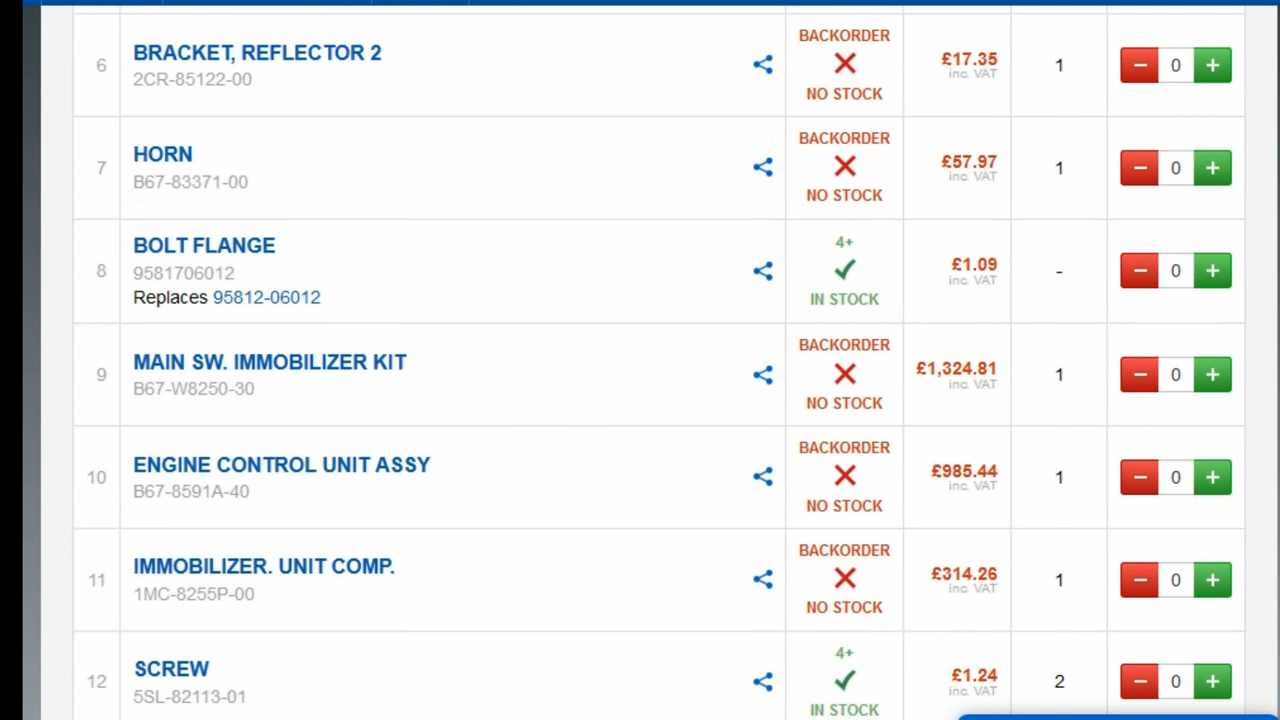 6
BRACKET, REFLECTOR 2
2CR-85122-00
BACKORDER
NO STOCK
£17.35
inc. VAT
1
− 0 +
7
HORN
B67-83371-00
BACKORDER
NO STOCK
£57.97
inc. VAT
1
− 0 +
8
BOLT FLANGE
9581706012
Replaces 95812-06012
4+
IN STOCK
£1.09
inc. VAT
-
− 0 +
9
MAIN SW. IMMOBILIZER KIT
B67-W8250-30
BACKORDER
NO STOCK
£1,324.81
inc. VAT
1
− 0 +
10
ENGINE CONTROL UNIT ASSY
B67-8591A-40
BACKORDER
NO STOCK
£985.44
inc. VAT
1
− 0 +
11
IMMOBILIZER. UNIT COMP.
1MC-8255P-00
BACKORDER
NO STOCK
£314.26
inc. VAT
1
− 0 +
12
SCREW
5SL-82113-01
4+
IN STOCK
£1.24
inc. VAT
2
− 0 +